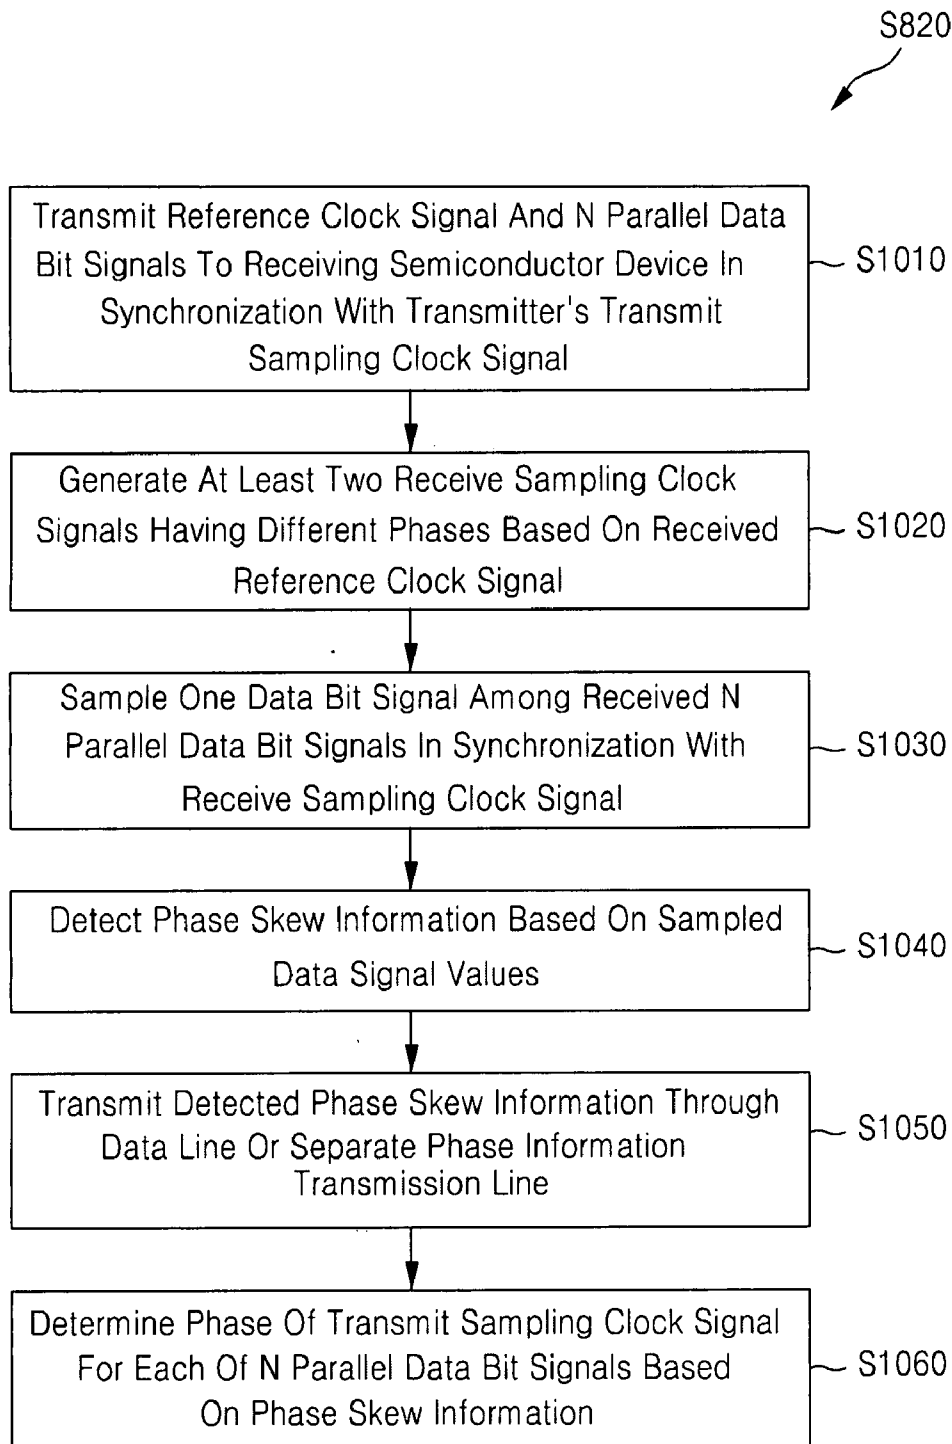 S820
Transmit Reference Clock Signal And N Parallel Data
Bit Signals To Receiving Semiconductor Device In
Synchronization With Transmitter's Transmit
Sampling Clock Signal
S1010
Generate At Least Two Receive Sampling Clock
Signals Having Different Phases Based On Received
Reference Clock Signal
S1020
Sample One Data Bit Signal Among Received N
Parallel Data Bit Signals In Synchronization With
Receive Sampling Clock Signal
S1030
Detect Phase Skew Information Based On Sampled
Data Signal Values
S1040
Transmit Detected Phase Skew Information Through
Data Line Or Separate Phase Information
Transmission Line
S1050
Determine Phase Of Transmit Sampling Clock Signal
For Each Of N Parallel Data Bit Signals Based
On Phase Skew Information
S1060